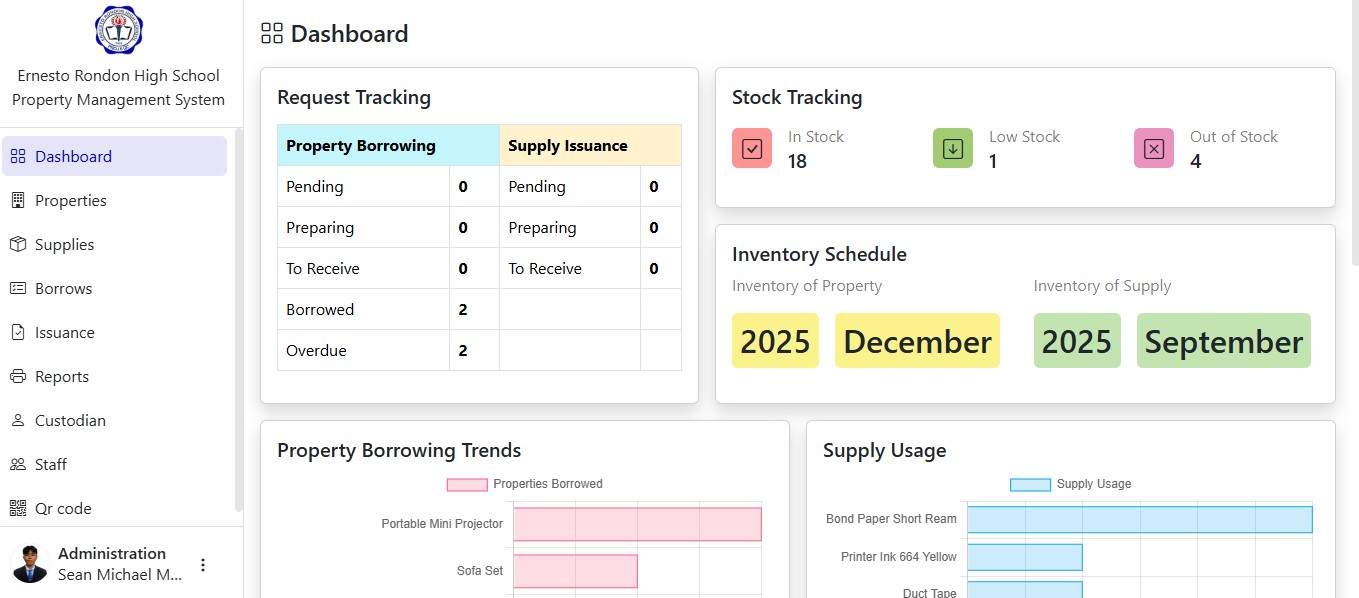 Ernesto Rondon High School
Property Management System
Dashboard
Properties
Supplies
Borrows
Issuance
Reports
Custodian
Staff
Qr code
Administration
Sean Michael M...
Dashboard
Request Tracking
Property Borrowing Supply Issuance
Pending 0 Pending 0
Preparing 0 Preparing 0
To Receive 0 To Receive 0
Borrowed 2
Overdue 2
Stock Tracking
In Stock
18
Low Stock
1
Out of Stock
4
Inventory Schedule
Inventory of Property
2025 December
Inventory of Supply
2025 September
Property Borrowing Trends
Properties Borrowed
Portable Mini Projector
Sofa Set
Supply Usage
Supply Usage
Bond Paper Short Ream
Printer Ink 664 Yellow
Duct Tape